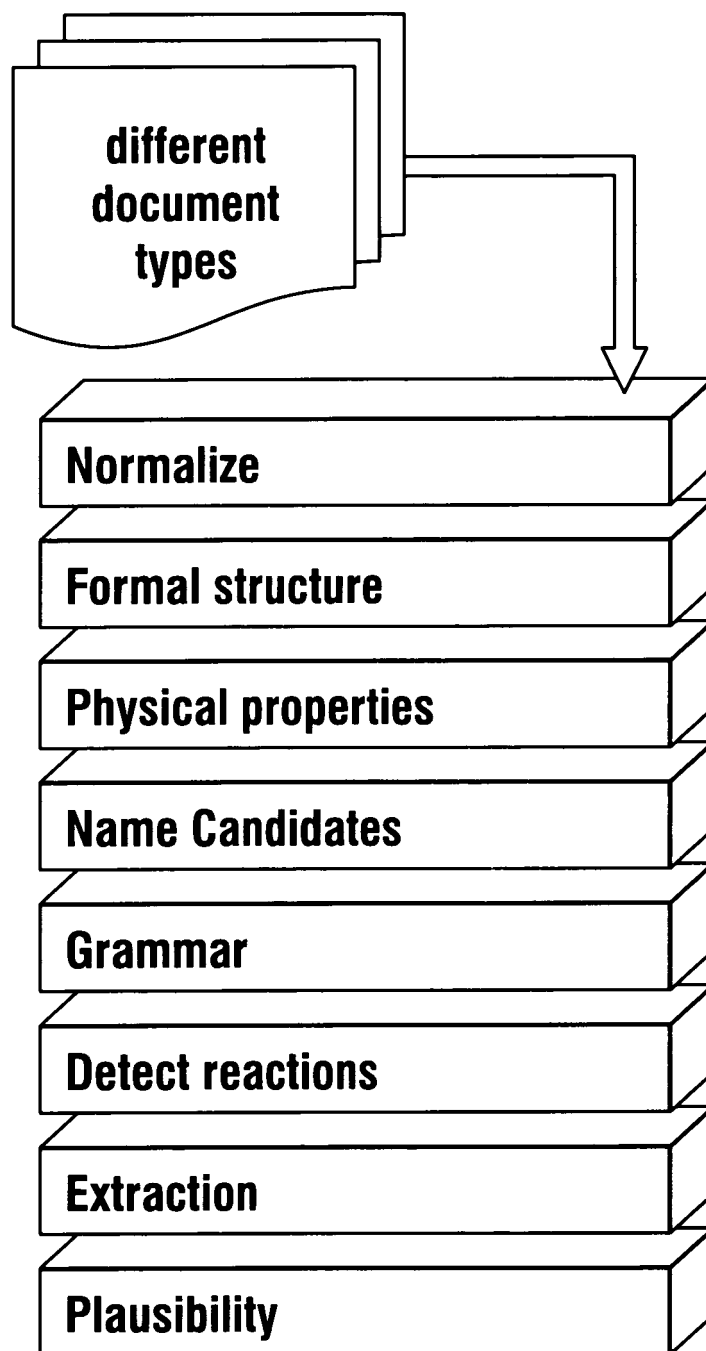 different
document
types
Normalize
Formal structure
Physical properties
Name Candidates
Grammar
Detect reactions
Extraction
Plausibility